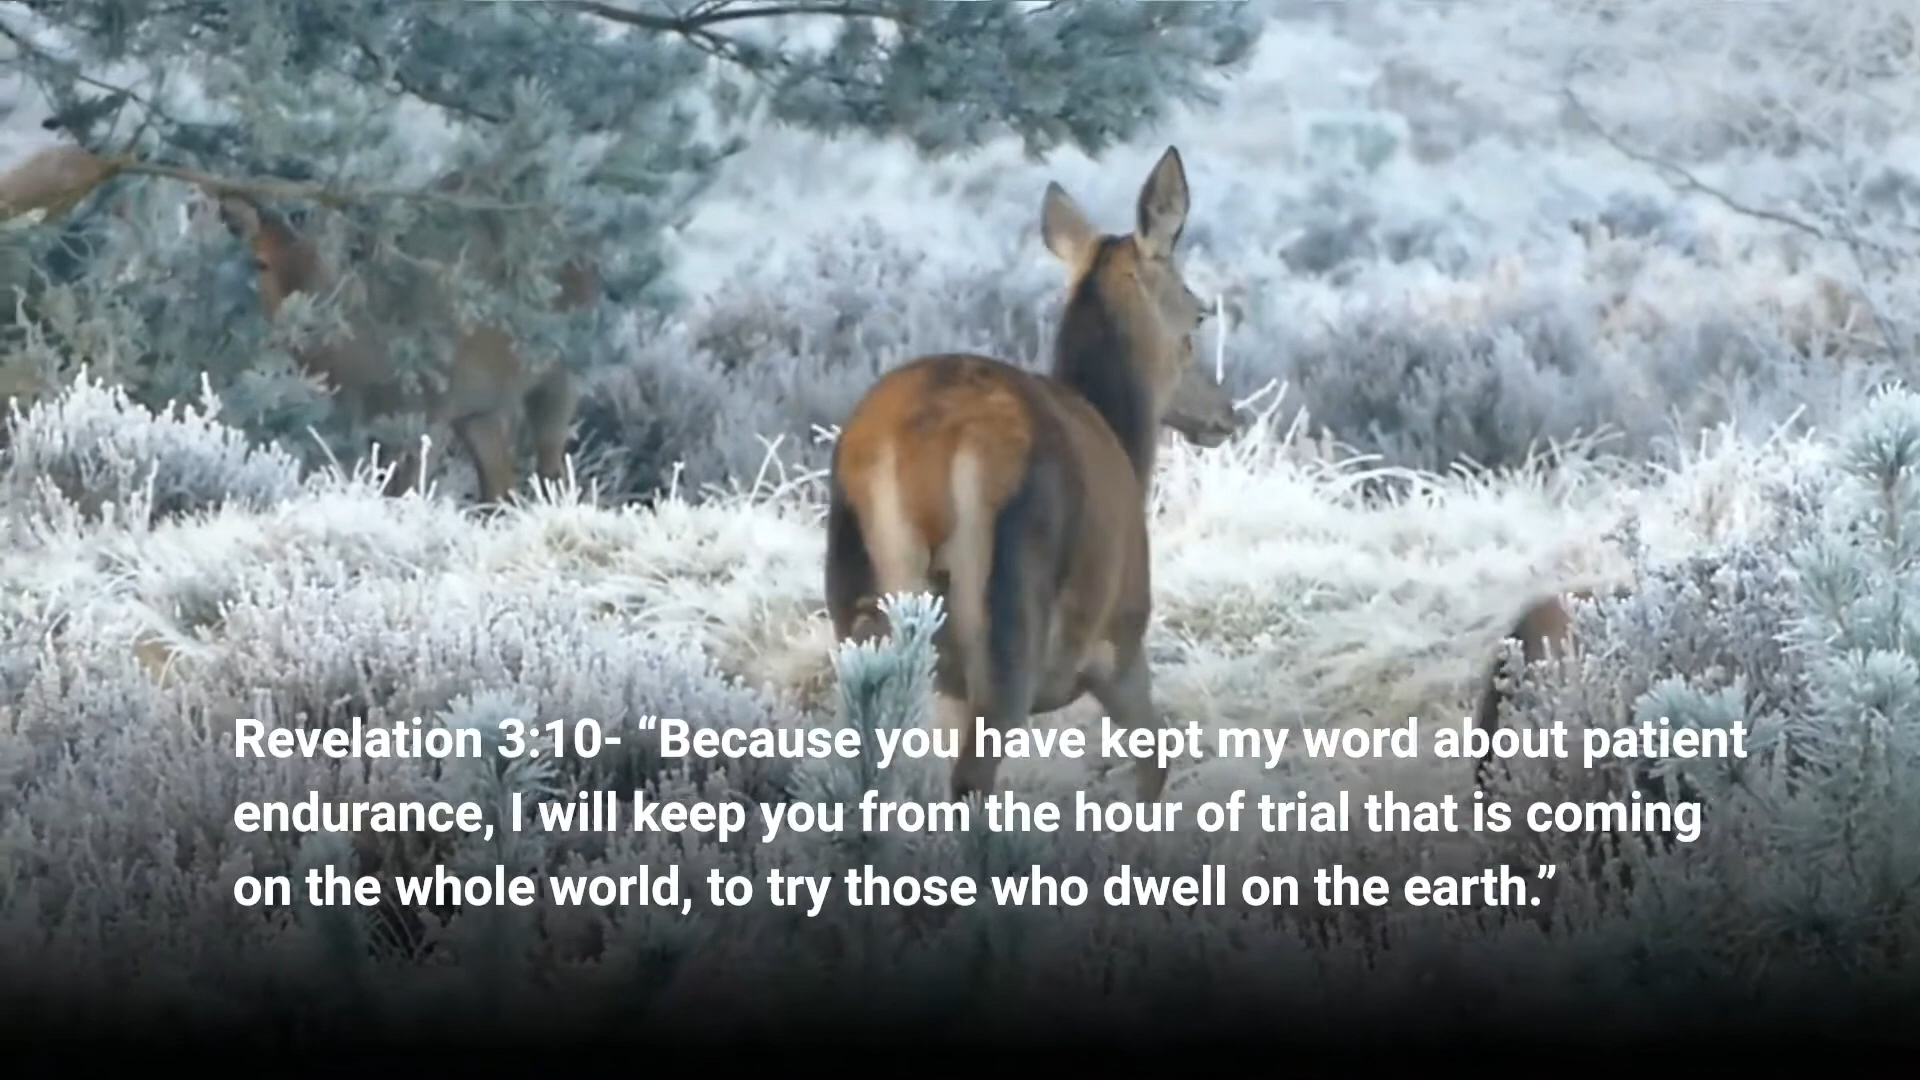 Revelation 3:10- “Because you have kept my word about patient
endurance, I will keep you from the hour of trial that is coming
on the whole world, to try those who dwell on the earth.”